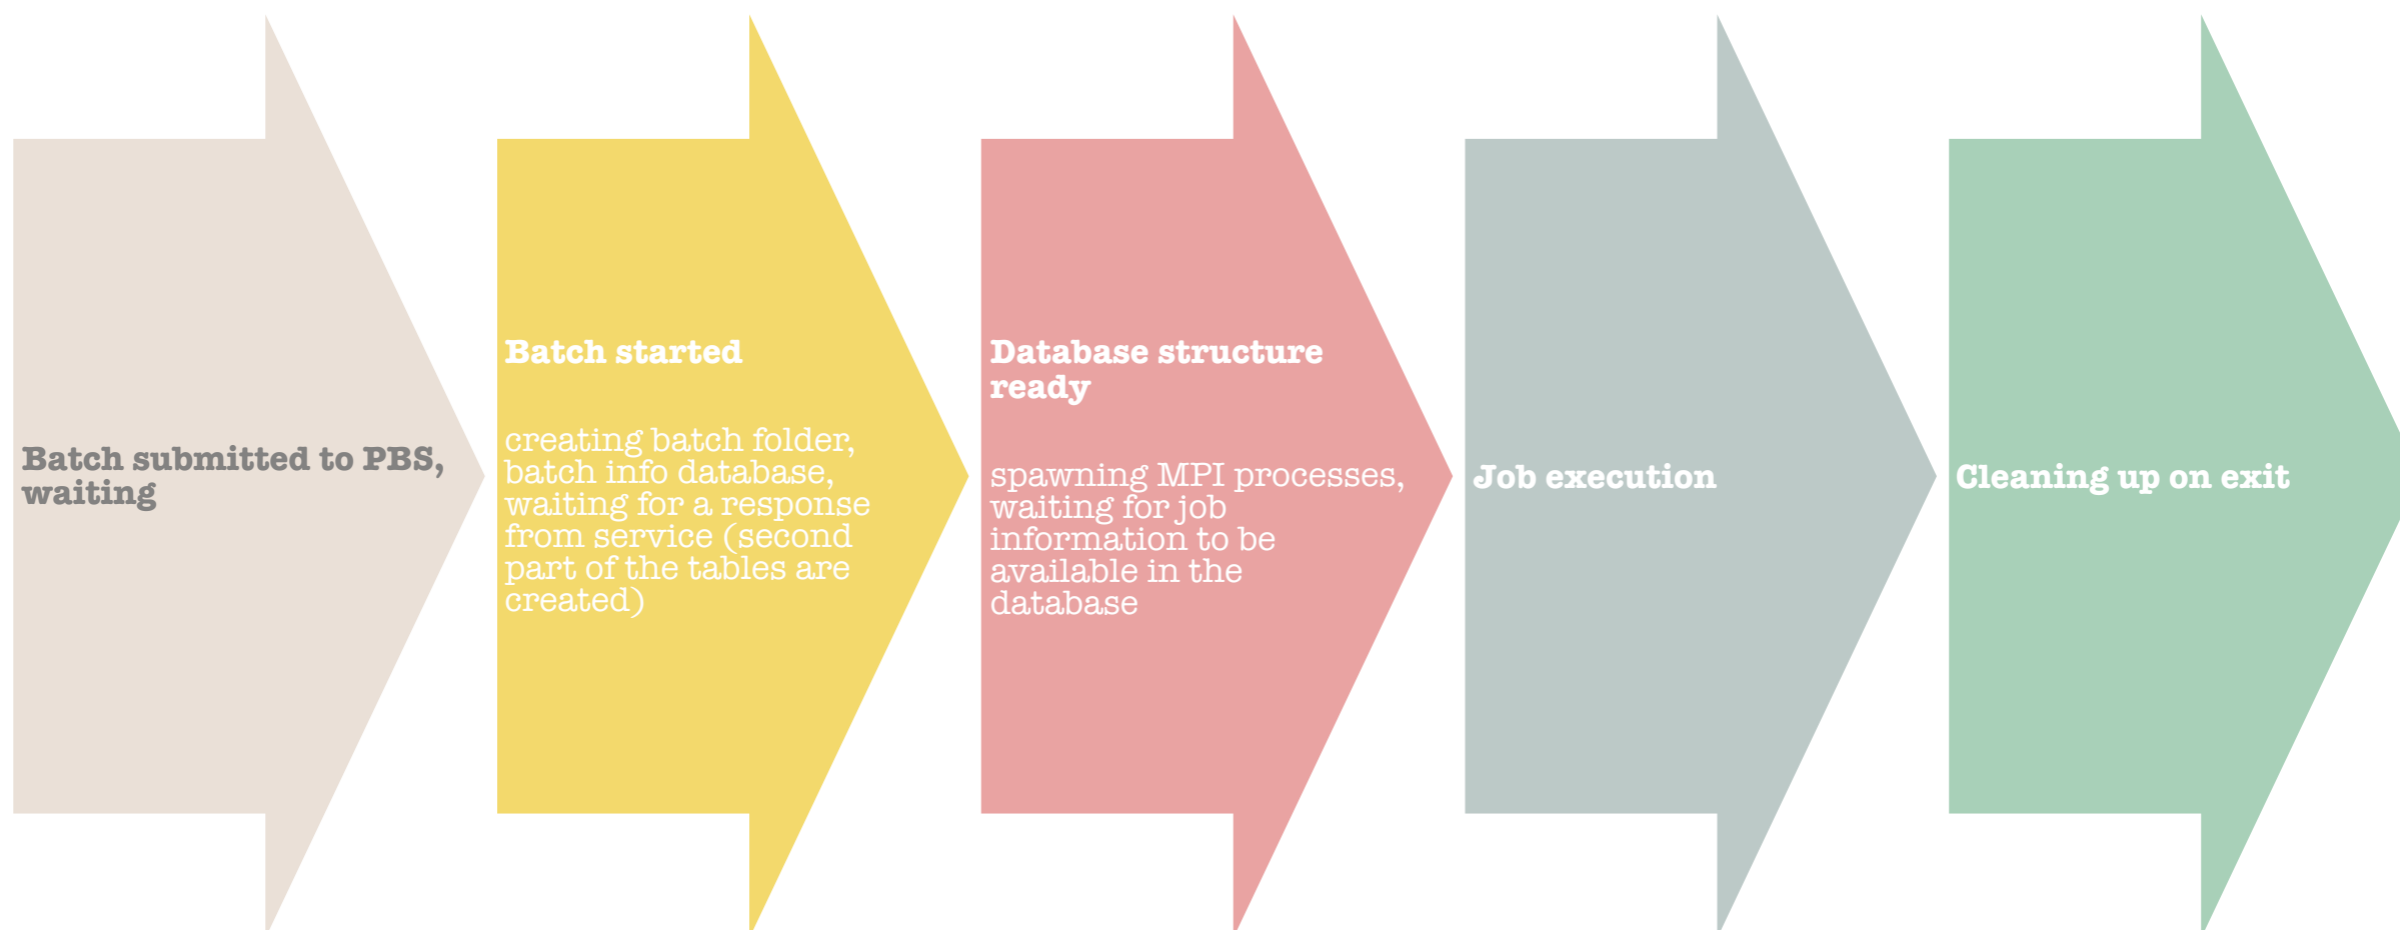 Batch submitted to PBS,
waiting
Batch started
creating batch folder,
batch info database,
waiting for a response
from service (second
part of the tables are
created)
Database structure
ready
spawning MPI processes,
waiting for job
information to be
available in the
database
Job execution
Cleaning up on exit